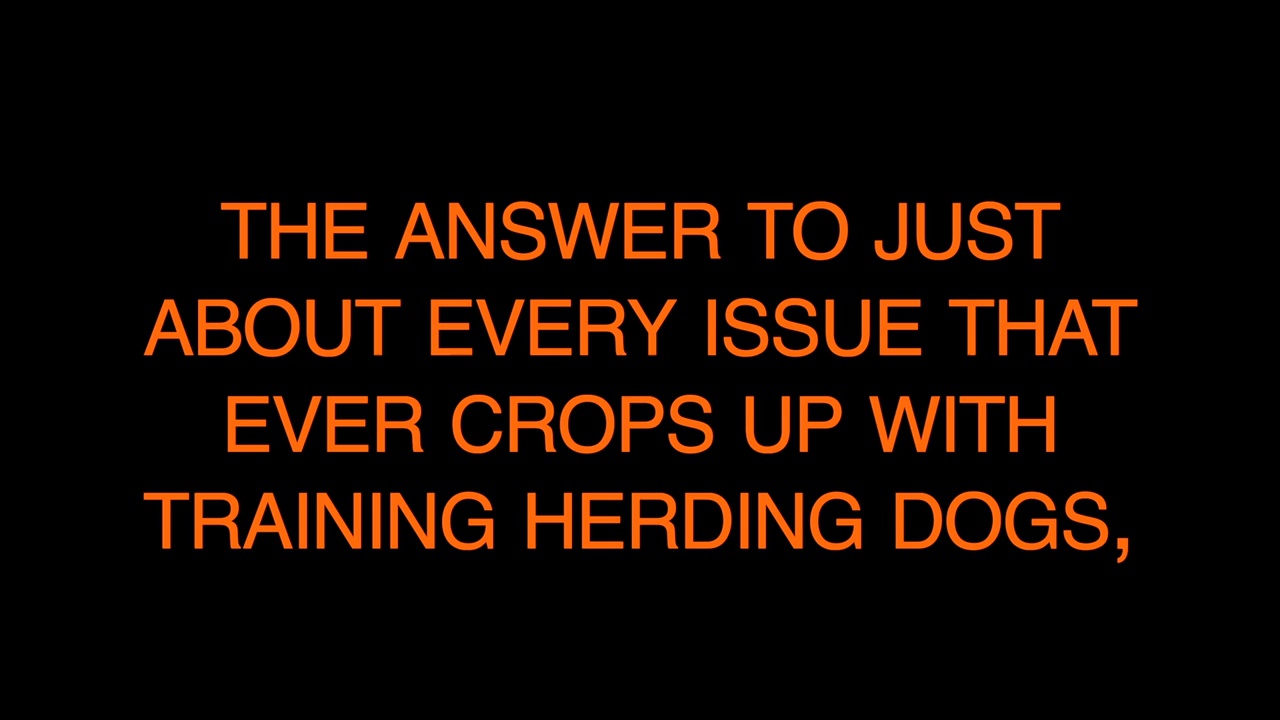 THE ANSWER TO JUST
ABOUT EVERY ISSUE THAT
EVER CROPS UP WITH
TRAINING HERDING DOGS,